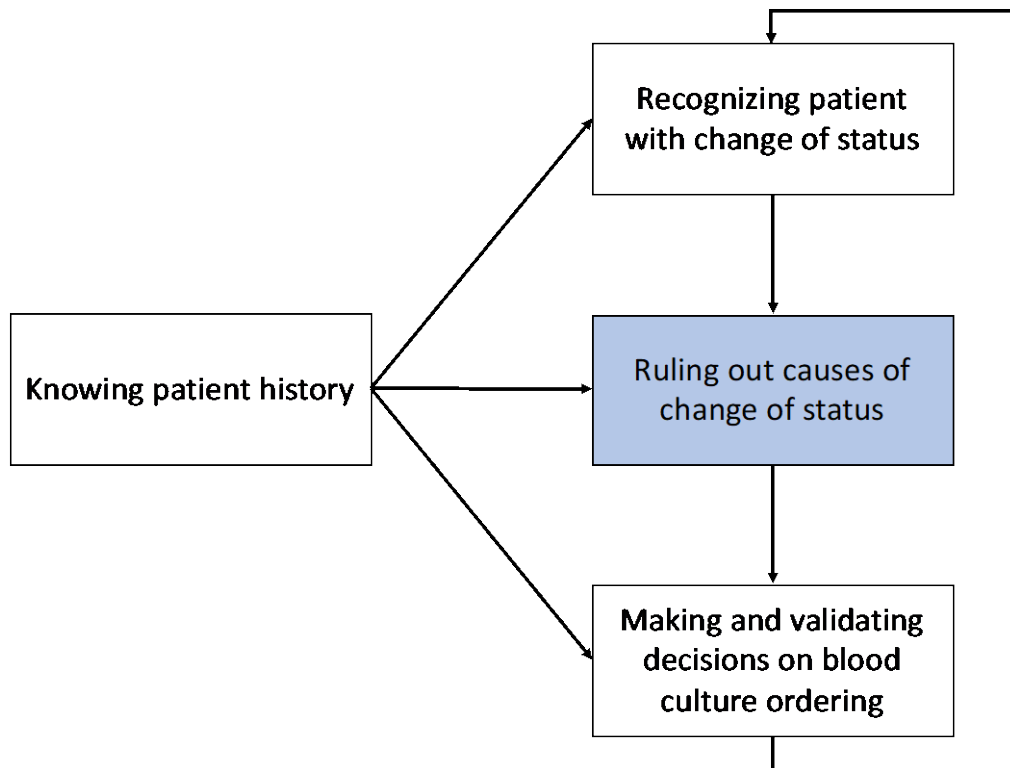 Recognizing patient
with change of status
Knowing patient history
Ruling out causes of
change of status
Making and validating
decisions on blood
culture ordering